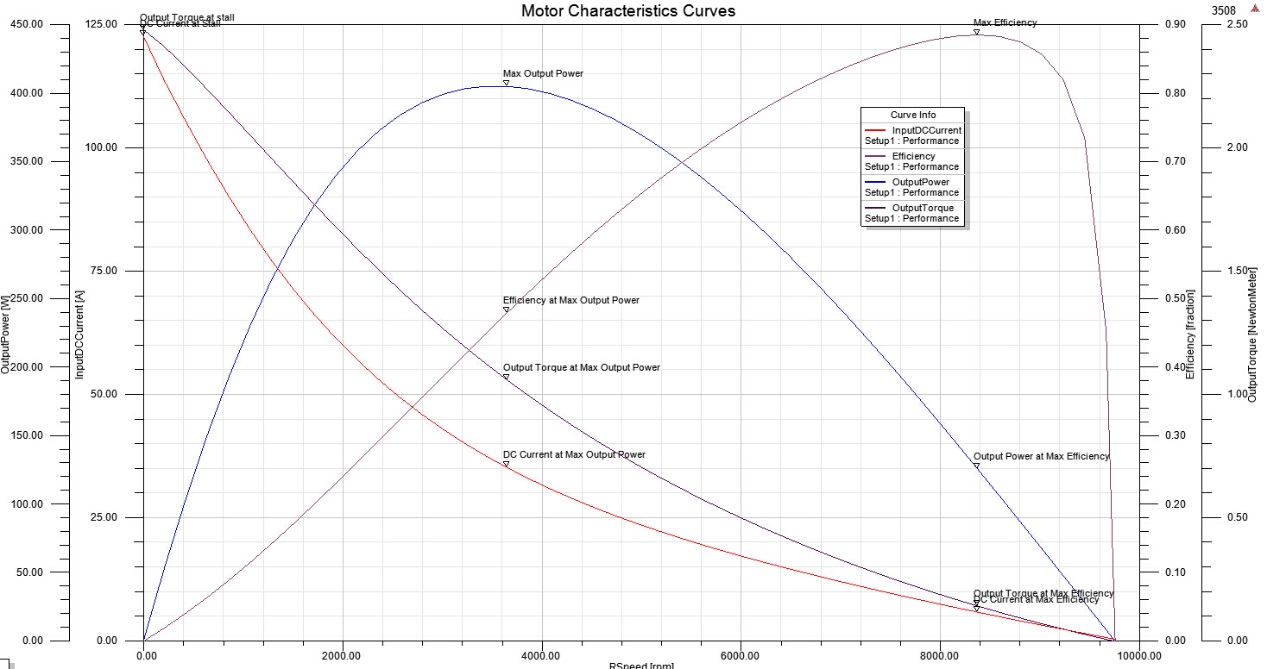 Motor Characteristics Curves
3508
Output Torque at stall
DC Current at Stall
Max Efficiency
Max Output Power
Efficiency at Max Output Power
Output Torque at Max Output Power
DC Current at Max Output Power
Output Power at Max Efficiency
Output Torque at Max Efficiency
DC Current at Max Efficiency
Curve Info
InputDCCurrent
Setup1 : Performance
Efficiency
Setup1 : Performance
OutputPower
Setup1 : Performance
OutputTorque
Setup1 : Performance
OutputPower [W]
450.00
400.00
350.00
300.00
250.00
200.00
150.00
100.00
50.00
0.00
InputDCCurrent [A]
125.00
100.00
75.00
50.00
25.00
0.00
Efficiency [fraction]
0.90
0.80
0.70
0.60
0.50
0.40
0.30
0.20
0.10
0.00
OutputTorque [NewtonMeter]
2.50
2.00
1.50
1.00
0.50
0.00
0.00
2000.00
4000.00
6000.00
8000.00
10000.00
RSpeed [rpm]